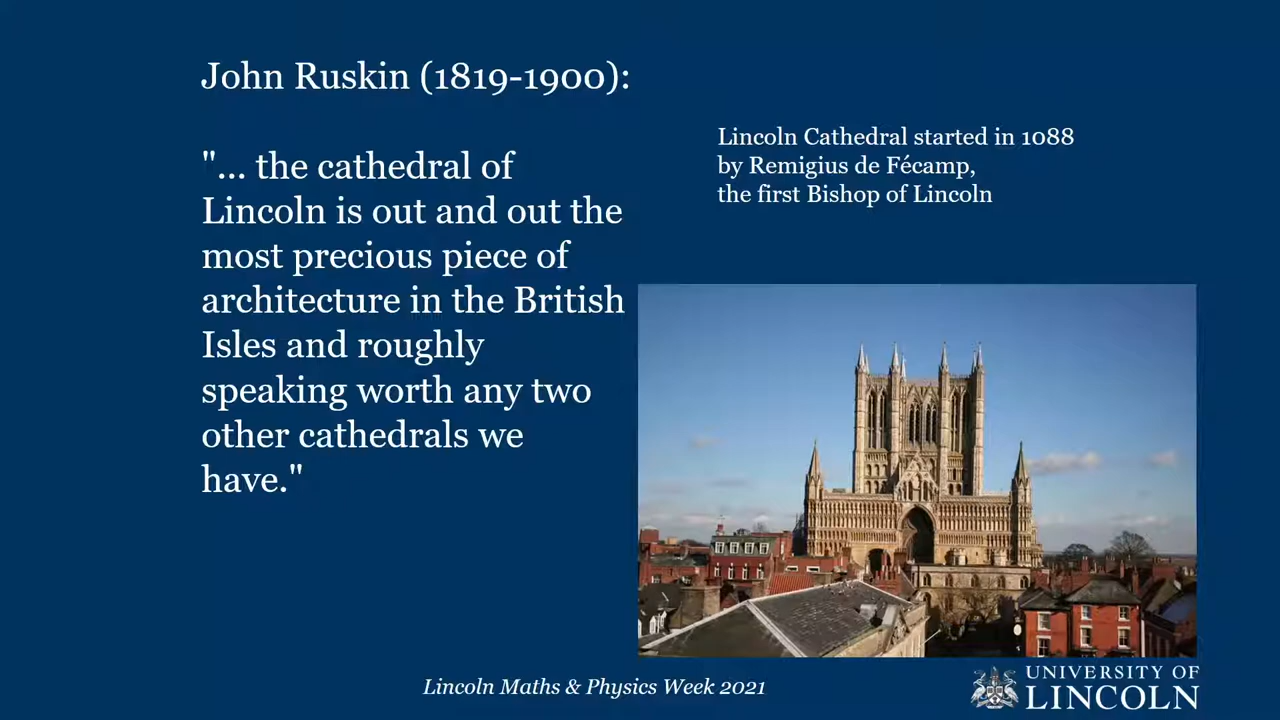 John Ruskin (1819-1900):
"... the cathedral of
Lincoln is out and out the
most precious piece of
architecture in the British
Isles and roughly
speaking worth any two
other cathedrals we
have."
Lincoln Cathedral started in 1088
by Remigius de Fécamp,
the first Bishop of Lincoln
Lincoln Maths & Physics Week 2021
UNIVERSITY OF
LINCOLN